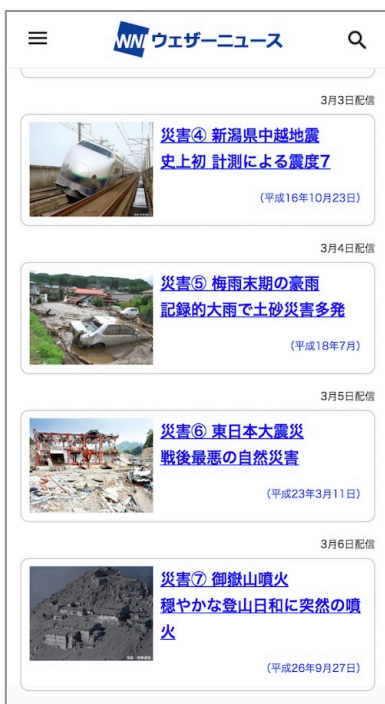 WNI ウェザーニュース
3月3日配信
災害④ 新潟県中越地震
史上初 計測による震度7
(平成16年10月23日)
3月4日配信
災害⑤ 梅雨末期の豪雨
記録的大雨で土砂災害多発
(平成18年7月)
3月5日配信
災害⑥ 東日本大震災
戦後最悪の自然災害
(平成23年3月11日)
3月6日配信
災害⑦ 御嶽山噴火
穏やかな登山日和に突然の噴
火
(平成26年9月27日)